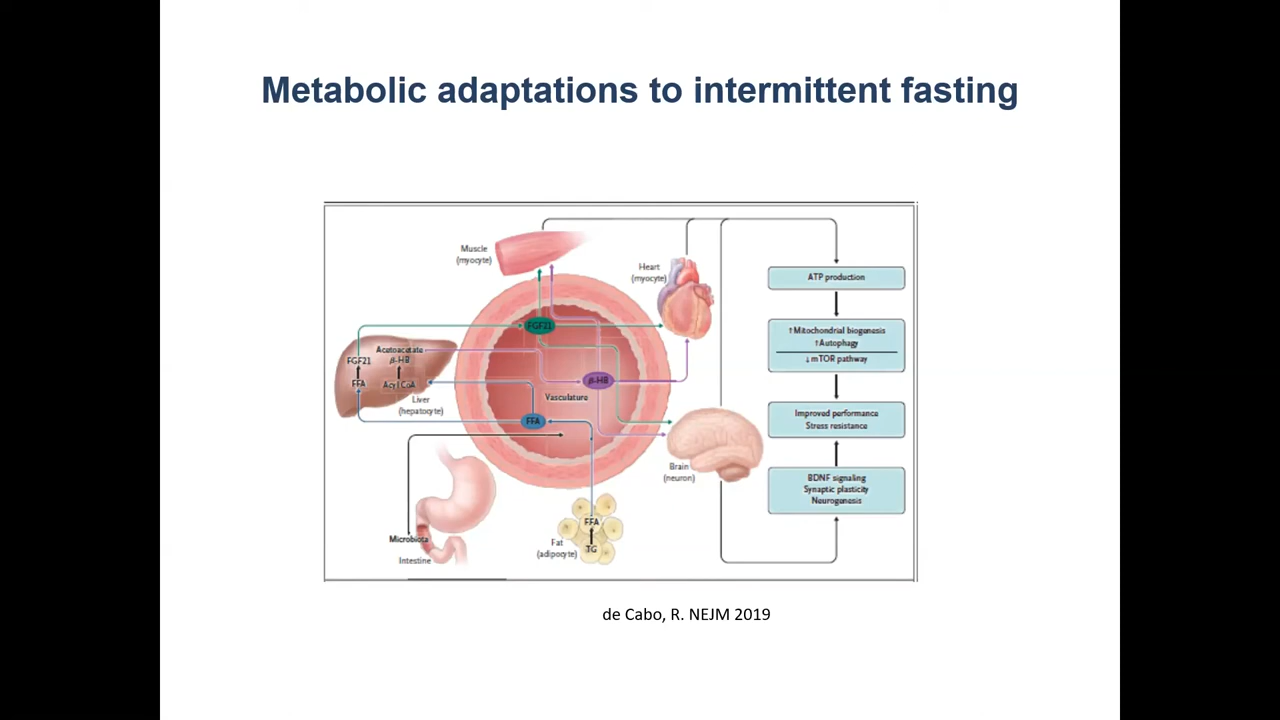 Metabolic adaptations to intermittent fasting
Muscle
(myocyte)
Heart
(myocyte)
ATP production
FGF21
↑Mitochondrial biogenesis
↑Autophagy
↓mTOR pathway
Acetoacetate
FGF21
β-HB
FFA
Acyl CoA
β-HB
Liver
(hepatocyte)
Vasculature
FFA
Improved performance
Stress resistance
Brain
(neuron)
BDNF signaling
Synaptic plasticity
Neurogenesis
Microbiota
Intestine
Fat
(adipocyte)
FFA
TG
de Cabo, R. NEJM 2019